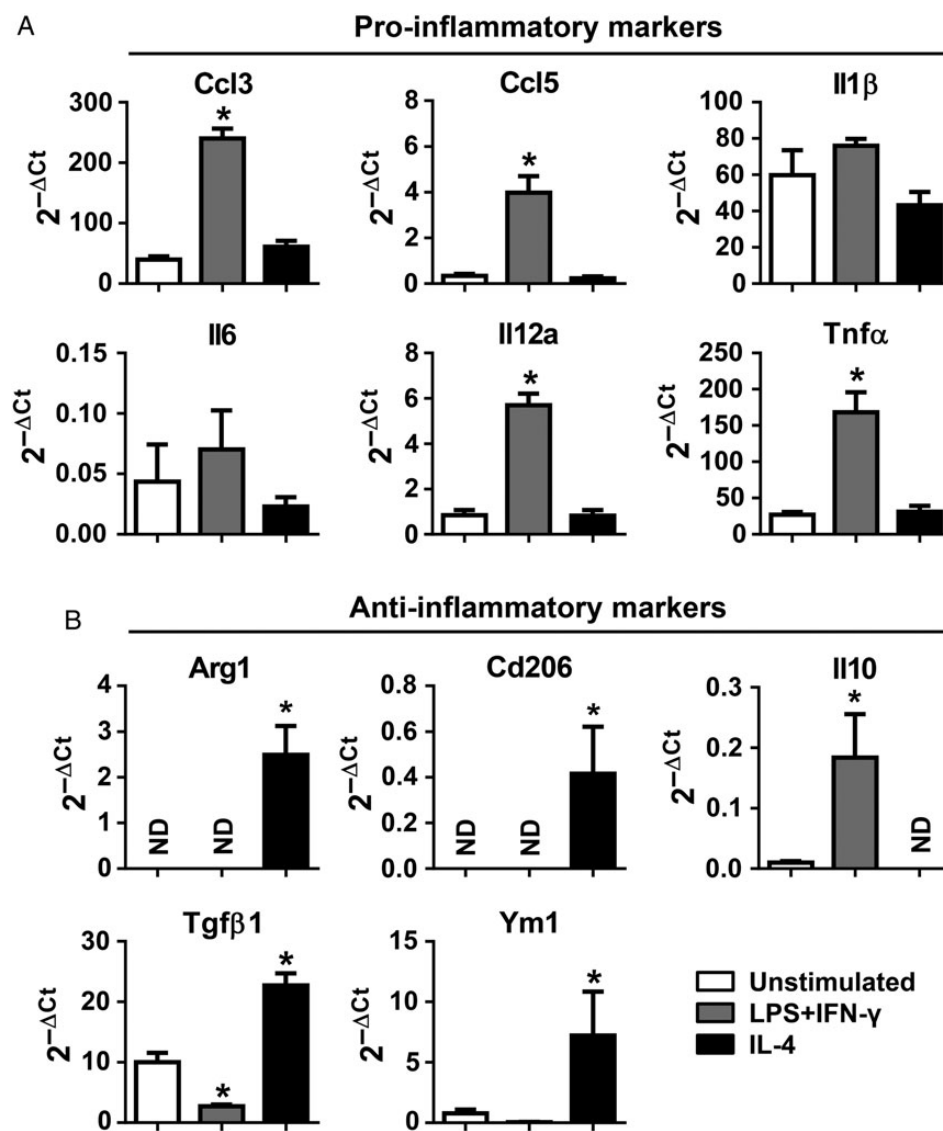 A
Pro-inflammatory markers
Ccl3
2−ΔCt
300
200
100
0
*
Ccl5
2−ΔCt
8
6
4
2
0
*
Il1β
2−ΔCt
100
80
60
40
20
0
Il6
2−ΔCt
0.15
0.10
0.05
0.00
Il12a
2−ΔCt
8
6
4
2
0
*
Tnfα
2−ΔCt
250
200
150
100
50
0
*
B
Anti-inflammatory markers
Arg1
2−ΔCt
4
3
2
1
0
ND
ND
*
Cd206
2−ΔCt
0.8
0.6
0.4
0.2
0.0
ND
ND
*
Il10
2−ΔCt
0.3
0.2
0.1
0.0
*
ND
Tgfβ1
2−ΔCt
30
20
10
0
*
*
Ym1
2−ΔCt
15
10
5
0
*
Unstimulated
LPS+IFN-γ
IL-4